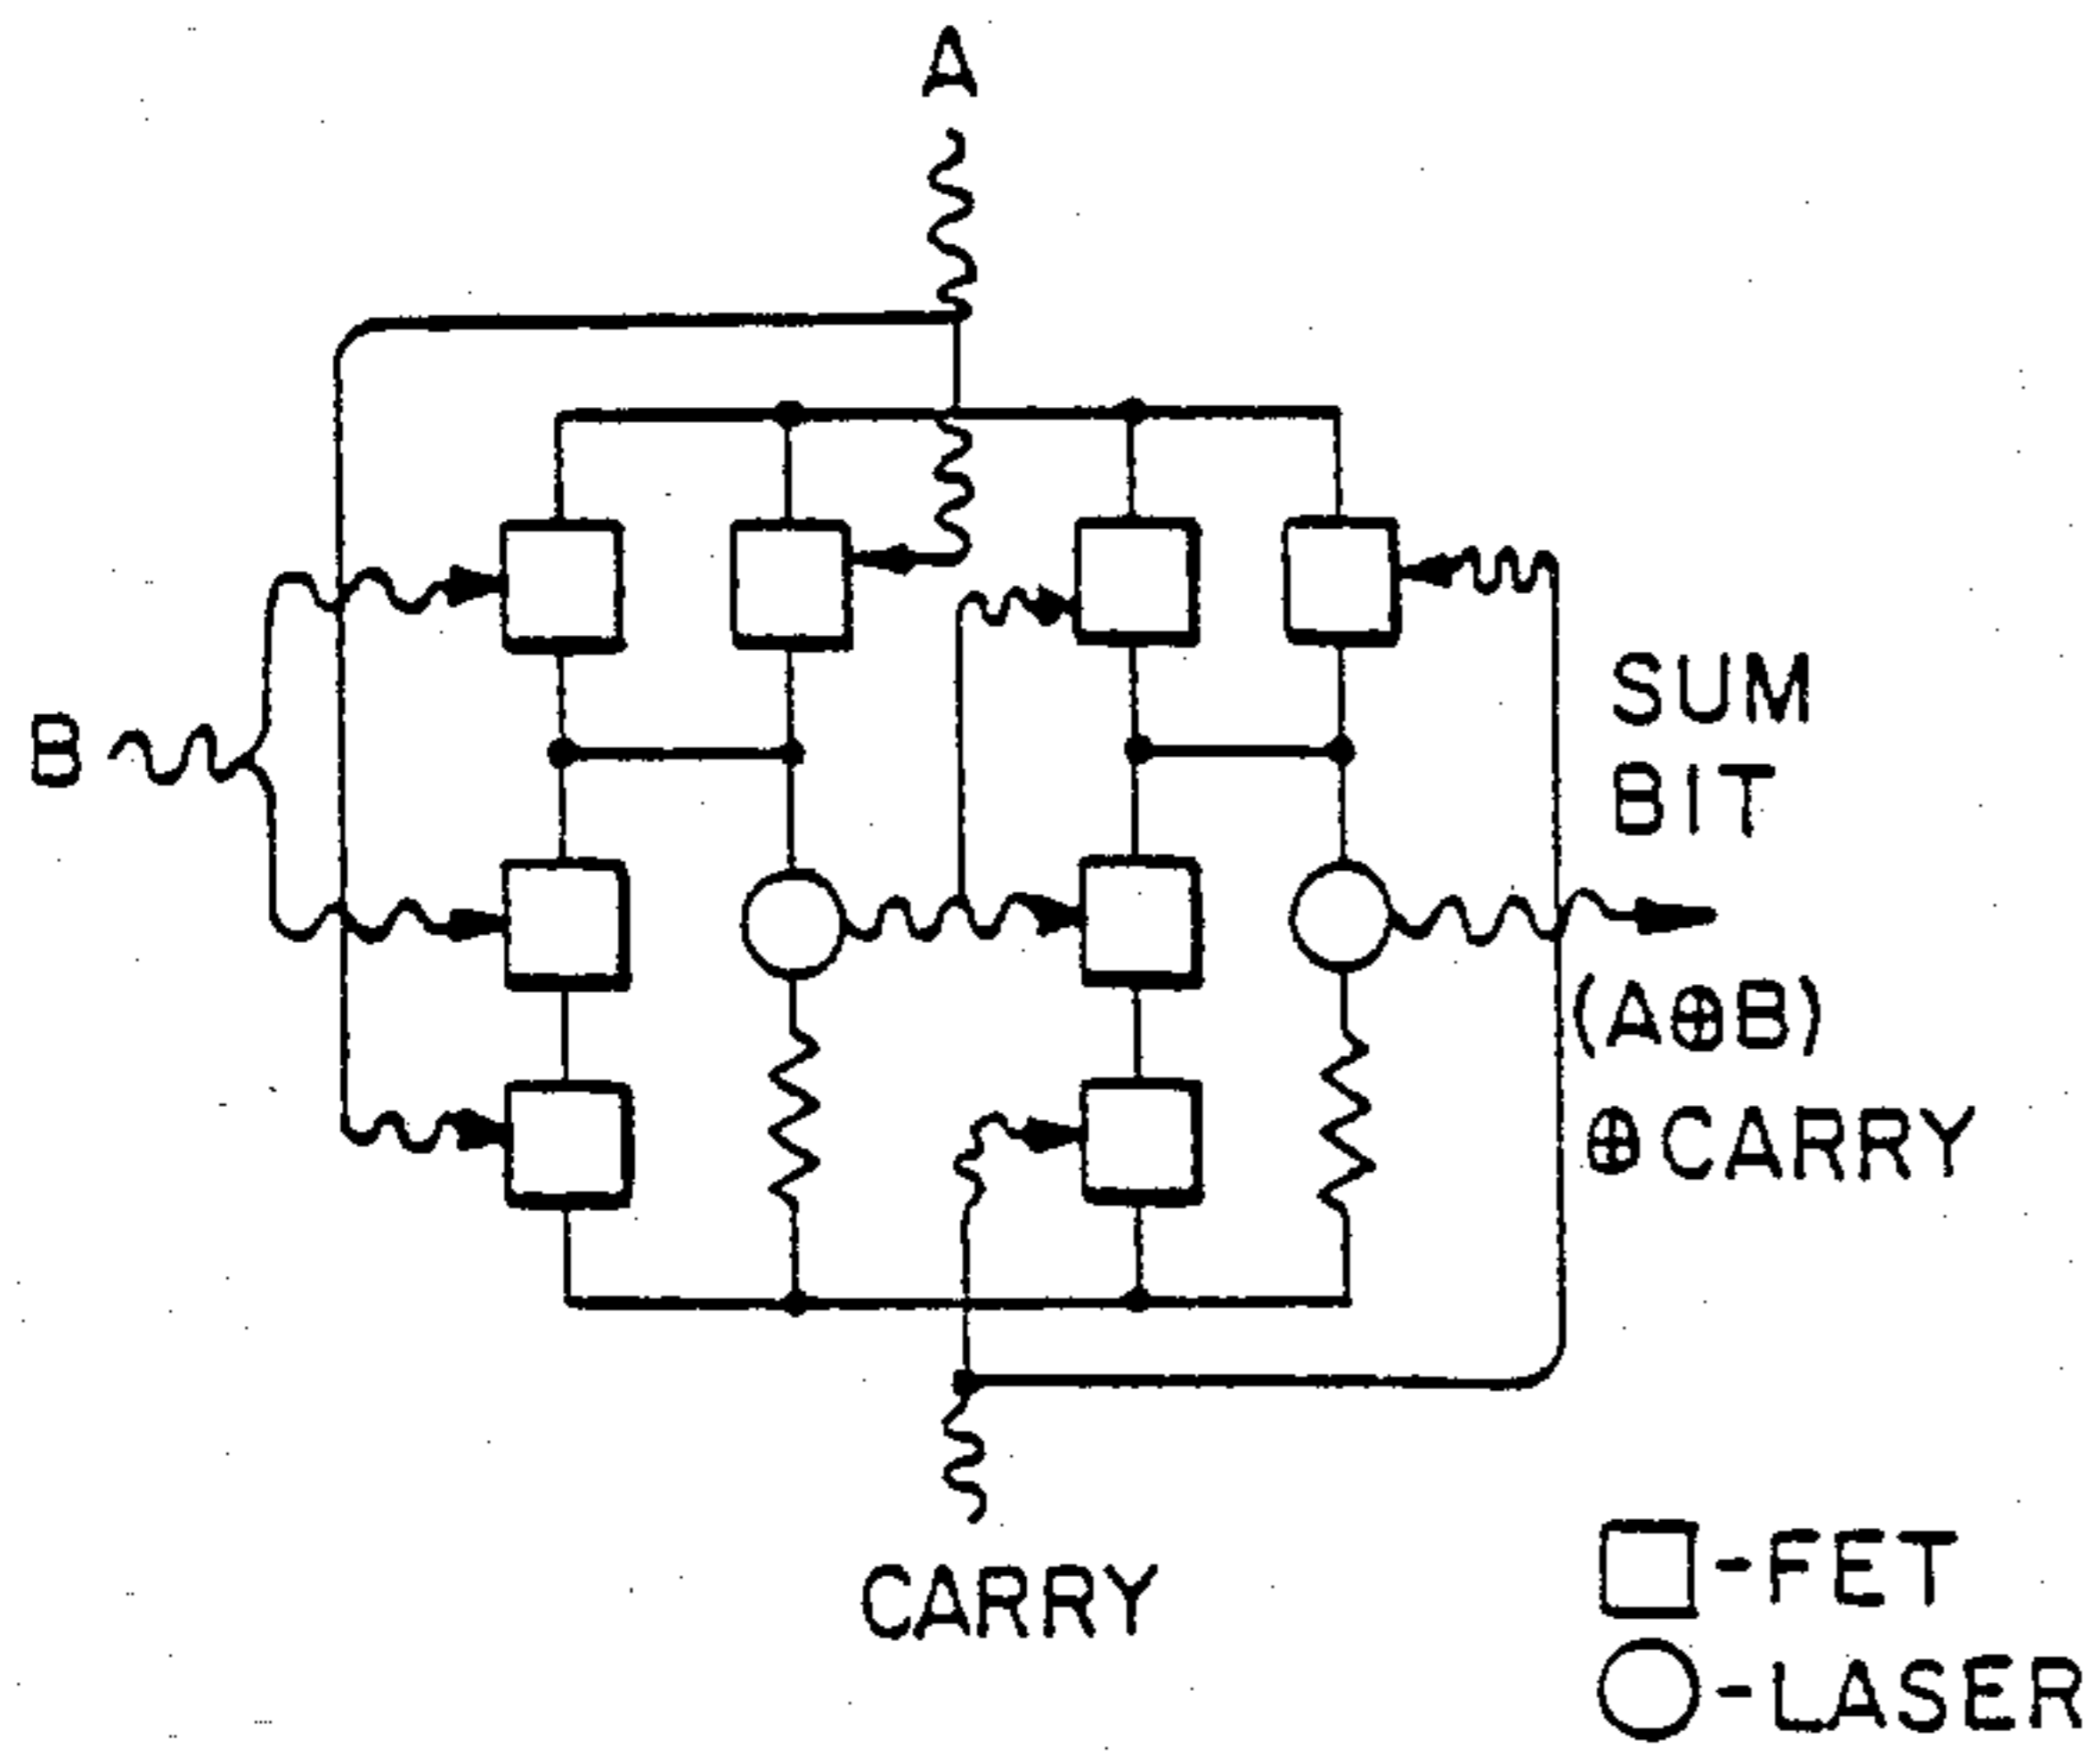 A
B
SUM
BIT
(A⊕B)
⊕CARRY
CARRY
-FET
-LASER